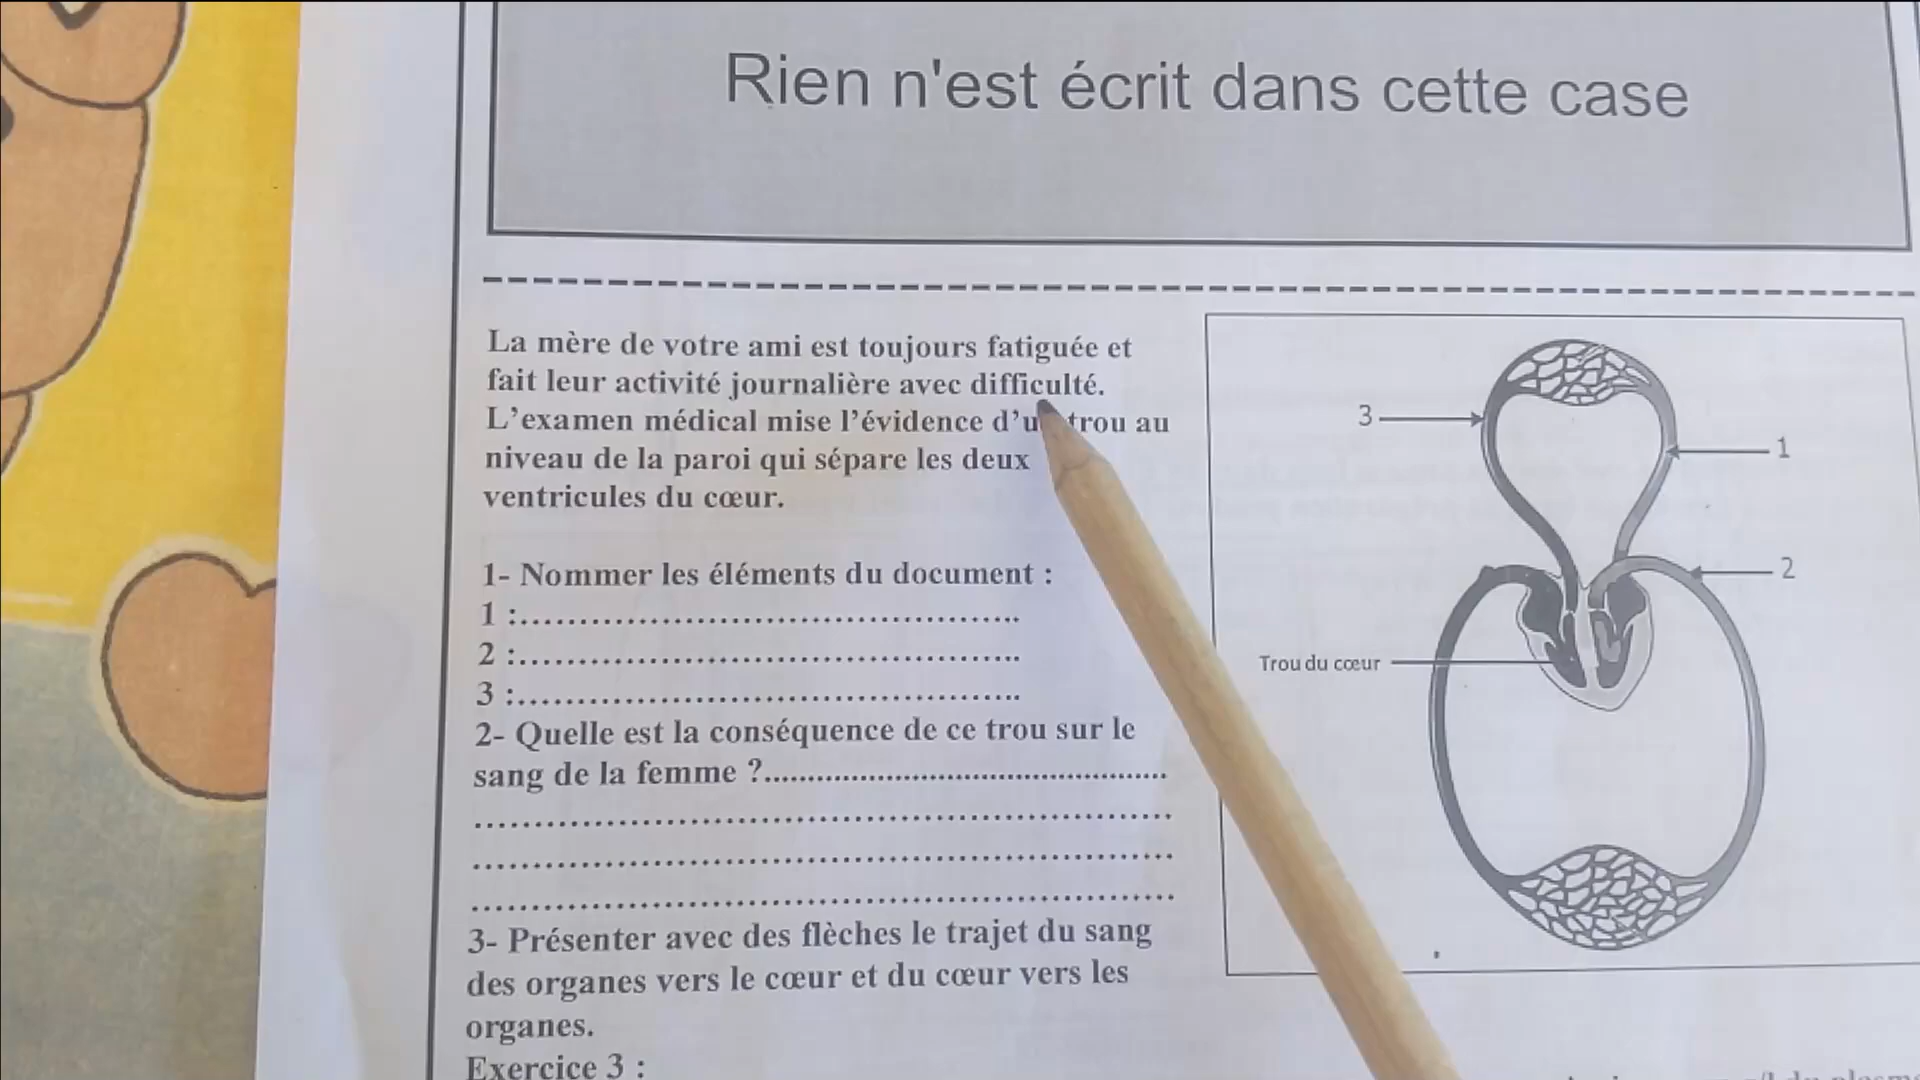 Rien n'est écrit dans cette case
La mère de votre ami est toujours fatiguée et
fait leur activité journalière avec difficulté.
L’examen médical mise l’évidence trou au
niveau de la paroi qui sépare les deux
ventricules du cœur.
1- Nommer les éléments du document :
1 :..................................................
2 :..................................................
3 :..................................................
2- Quelle est la conséquence de ce trou sur le
sang de la femme ?..................................................
..................................................
..................................................
..................................................
3- Présenter avec des flèches le trajet du sang
des organes vers le cœur et du cœur vers les
organes.
Exercice 3 :
3
1
2
Trou du cœur